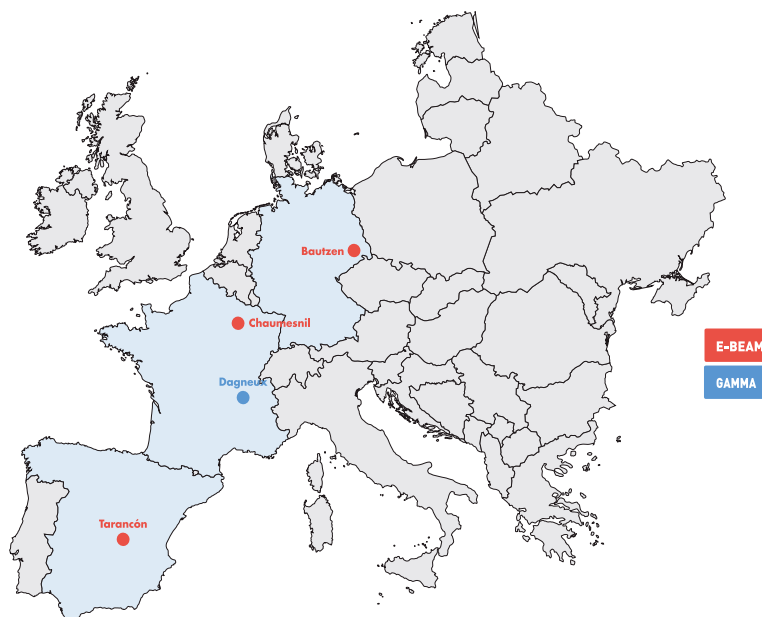 Bautzen
Chaumesnil
Dagneux
Tarancón
E-BEAM
GAMMA